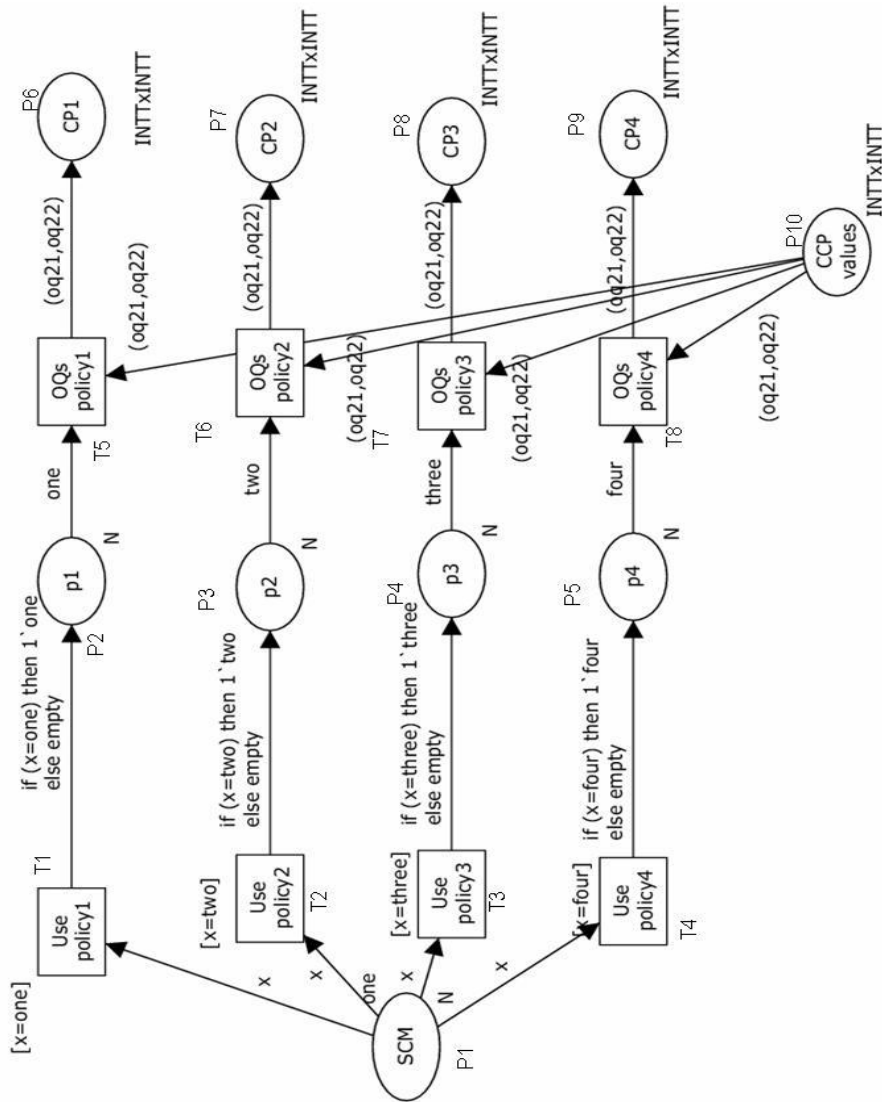 P6
CP1
INTTxINTT
(oq21,oq22)
(oq21,oq22)
OQs
policy1
T5
one
p1
N
P2
if (x=one) then 1`one
else empty
T1
Use
policy1
[x=one]
x
P7
CP2
INTTxINTT
(oq21,oq22)
OQs
policy2
T6
(oq21,oq22)
two
p2
N
P3
if (x=two) then 1`two
else empty
[x=two]
Use
policy2
T2
x
P8
CP3
INTTxINTT
(oq21,oq22)
OQs
policy3
T7
(oq21,oq22)
three
p3
N
P4
if (x=three) then 1`three
else empty
[x=three]
Use
policy3
T3
x
one
SCM
N
P1
P9
CP4
INTTxINTT
(oq21,oq22)
OQs
policy4
T8
(oq21,oq22)
four
p4
N
P5
if (x=four) then 1`four
else empty
[x=four]
Use
policy4
T4
x
P10
CCP
values
INTTxINTT